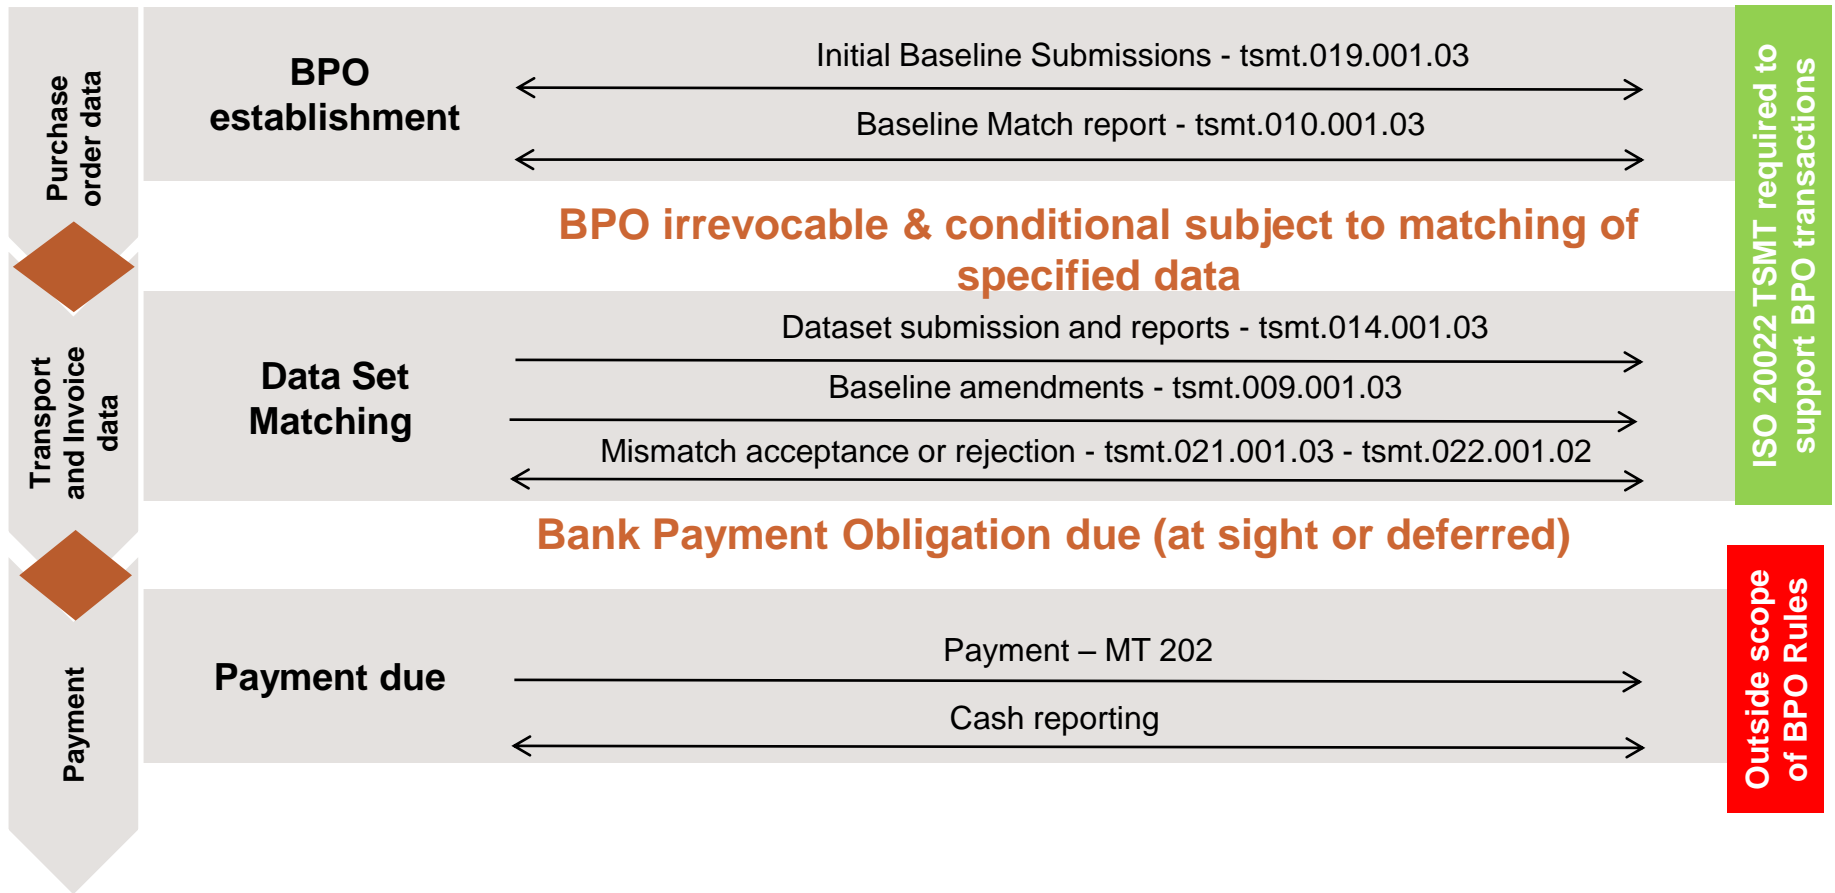 Purchase
order data
BPO
establishment
Initial Baseline Submissions - tsmt.019.001.03
Baseline Match report - tsmt.010.001.03
ISO 20022 TSMT required to
support BPO transactions
BPO irrevocable & conditional subject to matching of
specified data
Transport
and Invoice
data
Data Set
Matching
Dataset submission and reports - tsmt.014.001.03
Baseline amendments - tsmt.009.001.03
Mismatch acceptance or rejection - tsmt.021.001.03 - tsmt.022.001.02
Bank Payment Obligation due (at sight or deferred)
Payment
Payment due
Payment – MT 202
Cash reporting
Outside scope
of BPO Rules